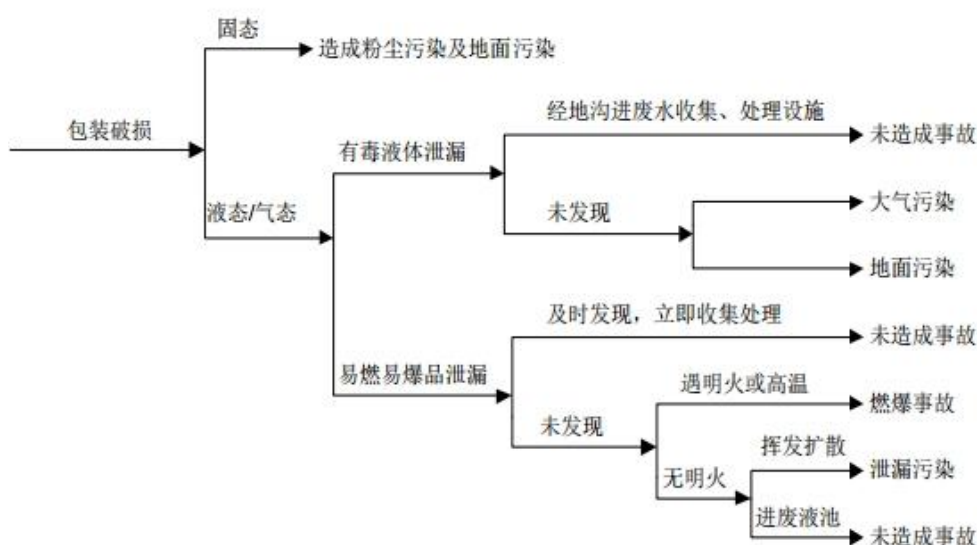 固态
造成粉尘污染及地面污染
经地沟进废水收集、处理设施
包装破损
未造成事故
有毒液体泄漏
大气污染
液态/气态
未发现
地面污染
及时发现，立即收集处理
未造成事故
易燃易爆品泄漏
遇明火或高温
燃爆事故
未发现
挥发扩散
泄漏污染
无明火
进废液池
未造成事故